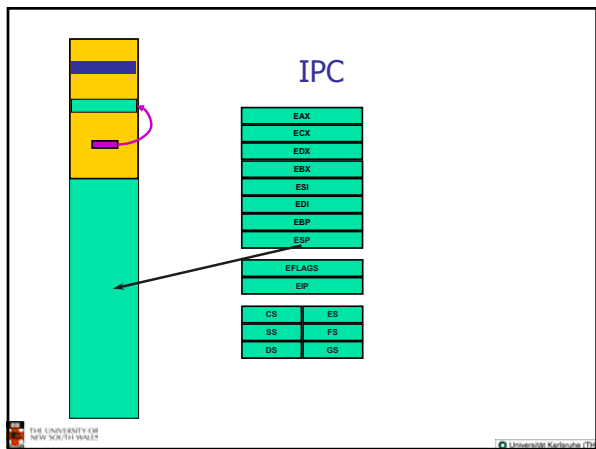 IPC
EAX
ECX
EDX
EBX
ESI
EDI
EBP
ESP
EFLAGS
EIP
CS ES
SS FS
DS GS
THE UNIVERSITY OF
NEW SOUTH WALES
Universität Karlsruhe (TH